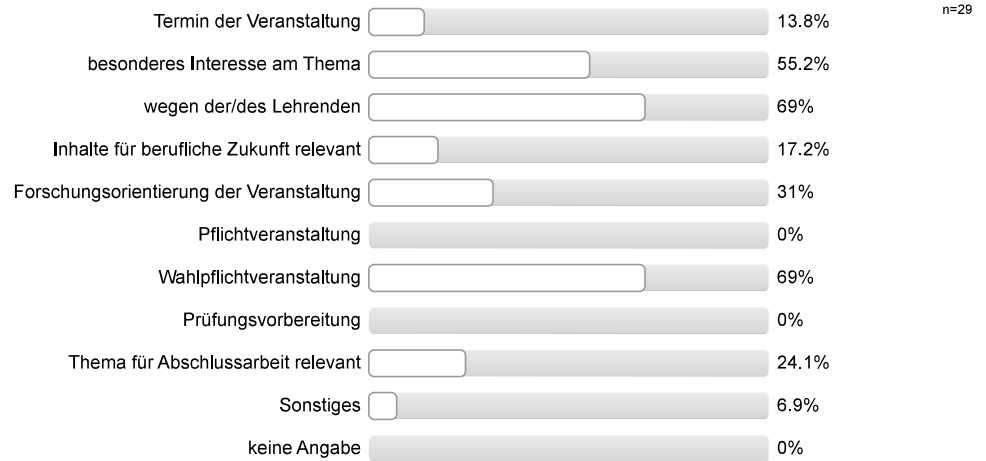 n=29
Termin der Veranstaltung 13.8%
besonderes Interesse am Thema 55.2%
wegen der/des Lehrenden 69%
Inhalte für berufliche Zukunft relevant 17.2%
Forschungsorientierung der Veranstaltung 31%
Pflichtveranstaltung 0%
Wahlpflichtveranstaltung 69%
Prüfungsvorbereitung 0%
Thema für Abschlussarbeit relevant 24.1%
Sonstiges 6.9%
keine Angabe 0%